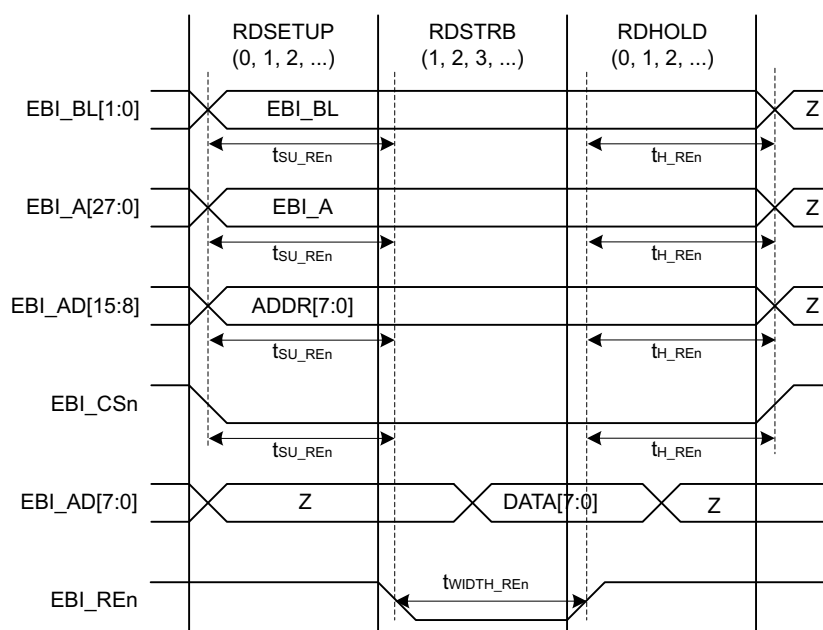 RDSETUP RDSTRB RDHOLD
(0, 1, 2, ...) (1, 2, 3, ...) (0, 1, 2, ...)
EBI_BL[1:0] EBI_BL Z
tSU_REn tH_REn
EBI_A[27:0] EBI_A Z
tSU_REn tH_REn
EBI_AD[15:8] ADDR[7:0] Z
tSU_REn tH_REn
EBI_CSn
tSU_REn tH_REn
EBI_AD[7:0] Z DATA[7:0] Z
tWIDTH_REn
EBI_REn